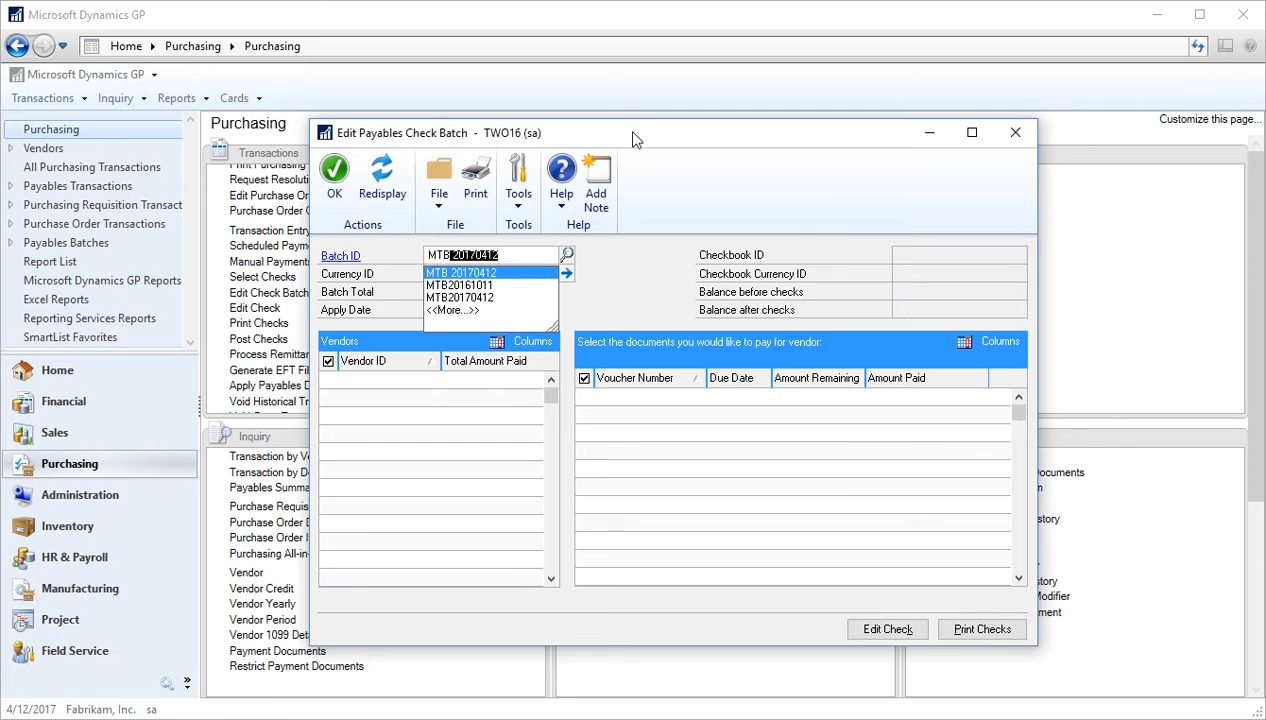 Microsoft Dynamics GP
Home
Purchasing
Purchasing
Microsoft Dynamics GP
Transactions
Inquiry
Reports
Cards
Purchasing
Vendors
All Purchasing Transactions
Payables Transactions
Purchasing Requisition Transact
Purchase Order Transactions
Payables Batches
Report List
Microsoft Dynamics GP Reports
Excel Reports
Reporting Services Reports
SmartList Favorites
Home
Financial
Sales
Purchasing
Administration
Inventory
HR & Payroll
Manufacturing
Project
Field Service
Purchasing
Customize this page...
Transactions
Request Resoluti
Edit Purchase Or
Purchase Order G
Transaction Entry
Scheduled Payme
Manual Payments
Select Checks
Edit Check Batch
Edit Check
Print Checks
Post Checks
Process Remittan
Generate EFT Fil
Apply Payables D
Void Historical Tr
Inquiry
Transaction by Ve
Transaction by Do
Payables Summa
Purchase Requisi
Purchase Order D
Purchase Order It
Purchasing All-in-
Vendor
Vendor Credit
Vendor Yearly
Vendor Period
Vendor 1099 Deta
Payment Documents
Restrict Payment Documents
Documents
story
story
Modifier
ment
Edit Payables Check Batch - TWO16 (sa)
OK
Redisplay
File
Print
Tools
Help
Add
Note
Actions
File
Tools
Help
Batch ID
MTB 20170412
Currency ID
Batch Total
Apply Date
MTB 20170412
MTB20161011
MTB20170412
<<More...>>
Checkbook ID
Checkbook Currency ID
Balance before checks
Balance after checks
Vendors
Columns
Vendor ID
Total Amount Paid
Select the documents you would like to pay for vendor:
Columns
Voucher Number
Due Date
Amount Remaining
Amount Paid
Edit Check
Print Checks
4/12/2017
Fabrikam, Inc.
sa